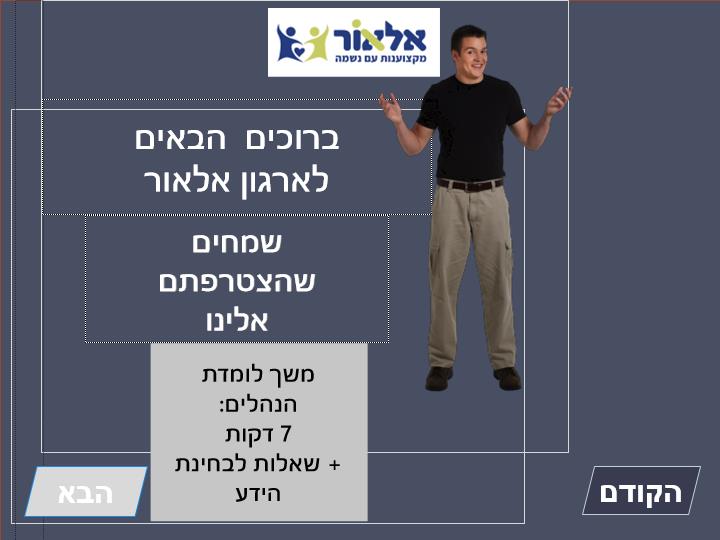 אלאור
מקצוענות עם נשמה
ברוכים הבאים
לארגון אלאור
שמחים
שהצטרפתם
אלינו
משך לומדת
הנהלים:
7 דקות
+ שאלות לבחינת
הידע
הבא
הקודם